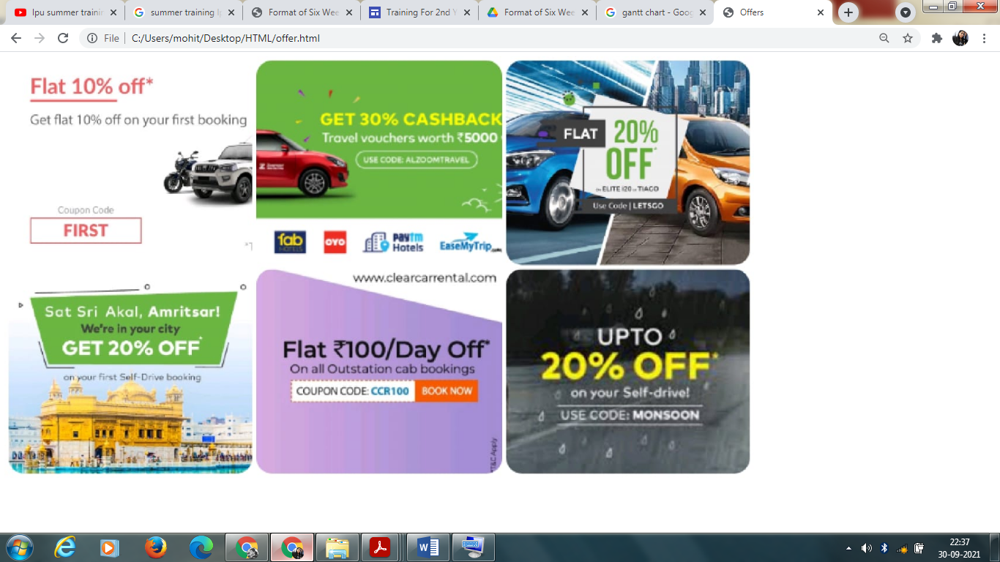 Ipu summer trainin
summer training Ip
Format of Six Wee
Training For 2nd Y
Format of Six Wee
gantt chart - Goog
Offers
File
C:/Users/mohit/Desktop/HTML/offer.html
Flat 10% off*
Get flat 10% off on your first booking
Coupon Code
FIRST
GET 30% CASHBACK
Travel vouchers worth ₹5000
USE CODE: ALZOOMTRAVEL
fab
HOTELS
OYO
Paytm
Hotels
EaseMyTrip.com
FLAT
20%
OFF*
On ELITE i20 or TIAGO
Use Code | LETSGO
Sat Sri Akal, Amritsar!
We're in your city
GET 20% OFF*
on your first Self-Drive booking
www.clearcarrental.com
Flat ₹100/Day Off*
On all Outstation cab bookings
COUPON CODE: CCR100
BOOK NOW
*T&C Apply
UPTO
20% OFF*
on your Self-drive!
USE CODE: MONSOON
22:37
30-09-2021